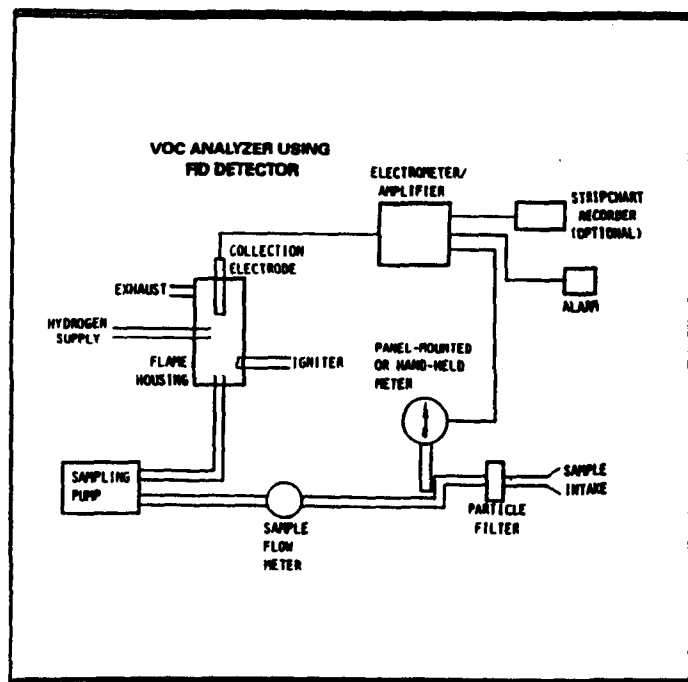 VOC ANALYZER USING
FID DETECTOR
ELECTROMETER/
AMPLIFIER
STRIPCHART
RECORDER
(OPTIONAL)
COLLECTION
ELECTRODE
EXHAUST
ALARM
HYDROGEN
SUPPLY
PANEL-MOUNTED
OR HAND-HELD
METER
FLAME
HOUSING
IGNITER
SAMPLING
PUMP
SAMPLE
INTAKE
PARTICLE
FILTER
SAMPLE
FLOW
METER